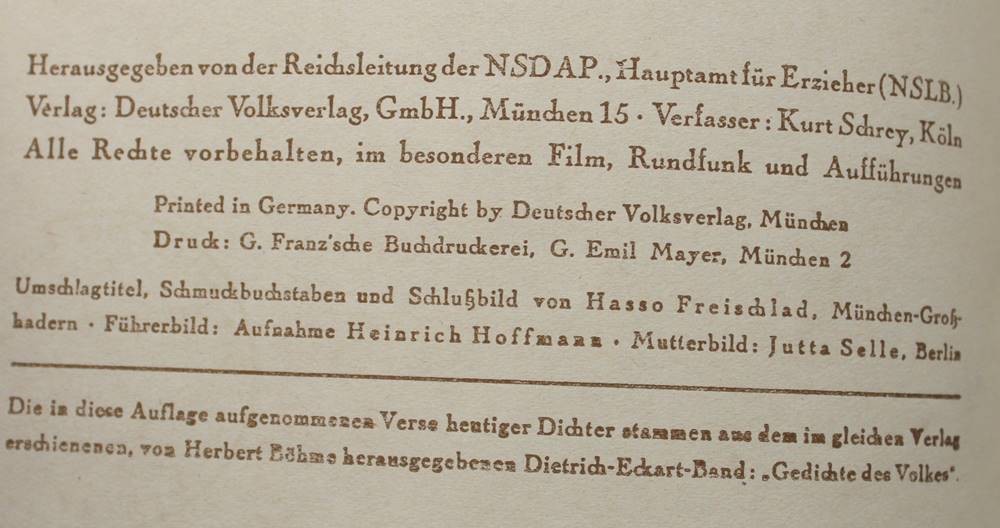 Herausgegeben von der Reichsleitung der NSDAP., Hauptamt für Erzieher (NSLB.)
Verlag: Deutscher Volksverlag, GmbH., München 15 · Verfasser: Kurt Schrey, Köln
Alle Rechte vorbehalten, im besonderen Film, Rundfunk und Aufführungen
Printed in Germany. Copyright by Deutscher Volksverlag, München
Druck: G. Franz'sche Buchdruckerei, G. Emil Mayer, München 2
Umschlagtitel, Schmuckbuchstaben und Schlußbild von Hasso Freischlad, München-Groß-
hadern · Führerbild: Aufnahme Heinrich Hoffmann · Mutterbild: Jutta Selle, Berlin
Die in diese Auflage aufgenommenen Verse heutiger Dichter stammen aus dem im gleichen Verlag
erschienenen, von Herbert Böhme herausgegebenen Dietrich-Eckart-Band: „Gedichte des Volkes“.